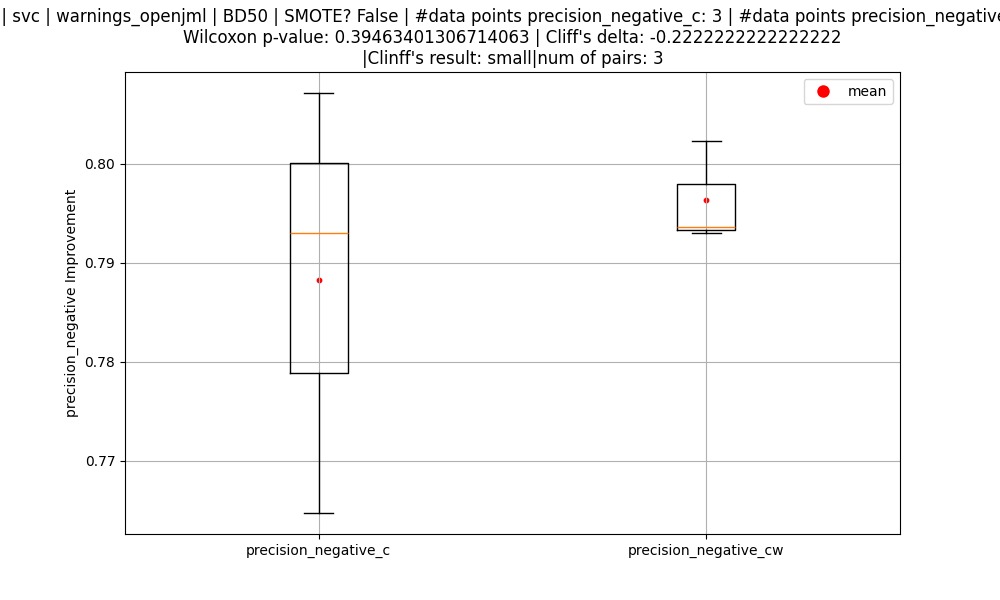 | svc | warnings_openjml | BD50 | SMOTE? False | #data points precision_negative_c: 3 | #data points
Wilcoxon p-value: 0.39463401306714063 | Cliff's delta: -0.2222222222222222
|Clinff's result: small|num of pairs: 3
mean
0.80
0.79
0.78
0.77
precision_negative Improvement
precision_negative_c
precision_negative_cw